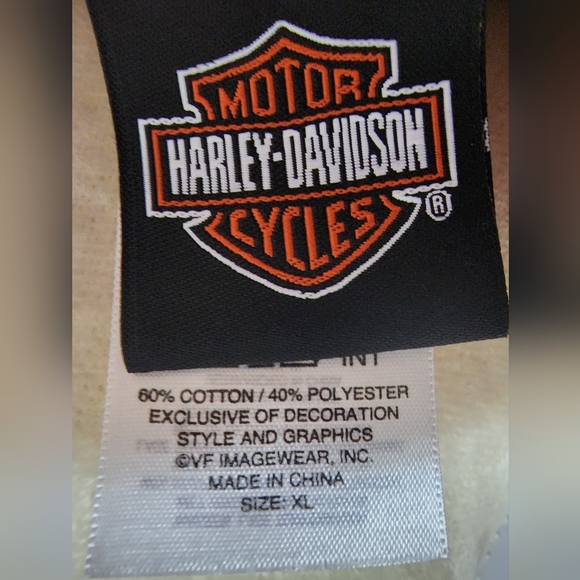 MOTOR
HARLEY-DAVIDSON
CYCLES
®
INT
60% COTTON / 40% POLYESTER
EXCLUSIVE OF DECORATION
STYLE AND GRAPHICS
©VF IMAGEWEAR, INC.
MADE IN CHINA
SIZE: XL